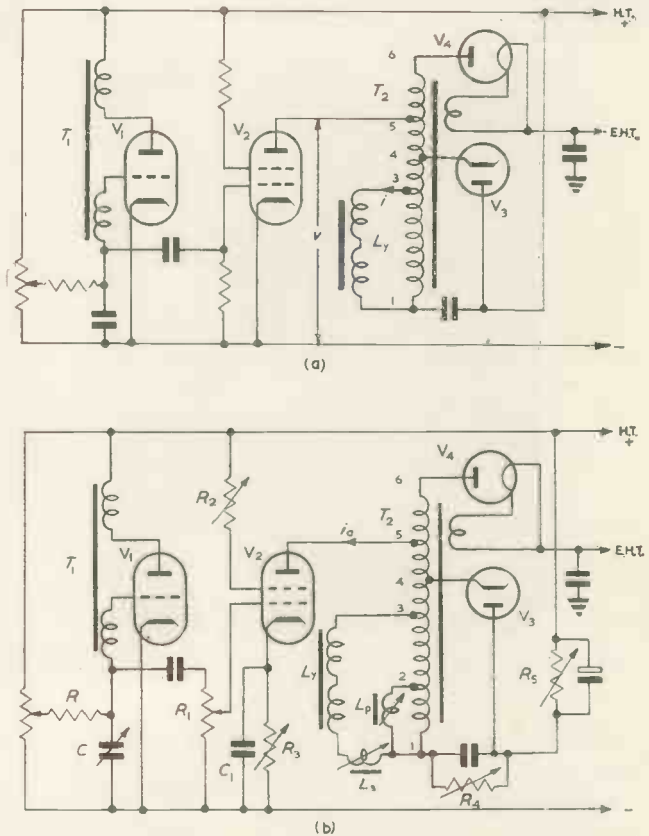 H.T. +
V4
6
T2
V1
V2
T1
5
E.H.T.
4
3
i
V3
v
Ly
1
−
(a)
H.T. +
V4
6
R2
T2
V1
V2
ia
5
T1
E.H.T.
4
3
V3
Ly
2
Lp
R5
R
R1
C
C1
R3
1
Ls
R4
−
(b)